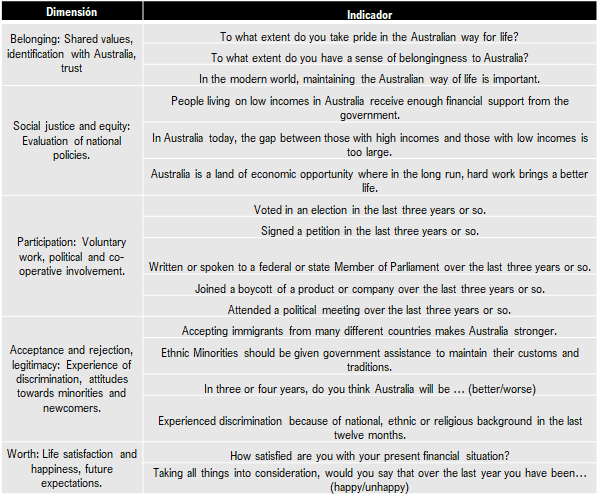 Dimensión
Indicador
Belonging: Shared values,
identification with Australia,
trust
To what extent do you take pride in the Australian way for life?
To what extent do you have a sense of belongingness to Australia?
In the modern world, maintaining the Australian way of life is important.
Social justice and equity:
Evaluation of national
policies.
People living on low incomes in Australia receive enough financial support from the
government.
In Australia today, the gap between those with high incomes and those with low incomes is
too large.
Australia is a land of economic opportunity where in the long run, hard work brings a better
life.
Participation: Voluntary
work, political and co-
operative involvement.
Voted in an election in the last three years or so.
Signed a petition in the last three years or so.
Written or spoken to a federal or state Member of Parliament over the last three years or so.
Joined a boycott of a product or company over the last three years or so.
Attended a political meeting over the last three years or so.
Acceptance and rejection,
legitimacy: Experience of
discrimination, attitudes
towards minorities and
newcomers.
Accepting immigrants from many different countries makes Australia stronger.
Ethnic Minorities should be given government assistance to maintain their customs and
traditions.
In three or four years, do you think Australia will be … (better/worse)
Experienced discrimination because of national, ethnic or religious background in the last
twelve months.
Worth: Life satisfaction and
happiness, future
expectations.
How satisfied are you with your present financial situation?
Taking all things into consideration, would you say that over the last year you have been…
(happy/unhappy)